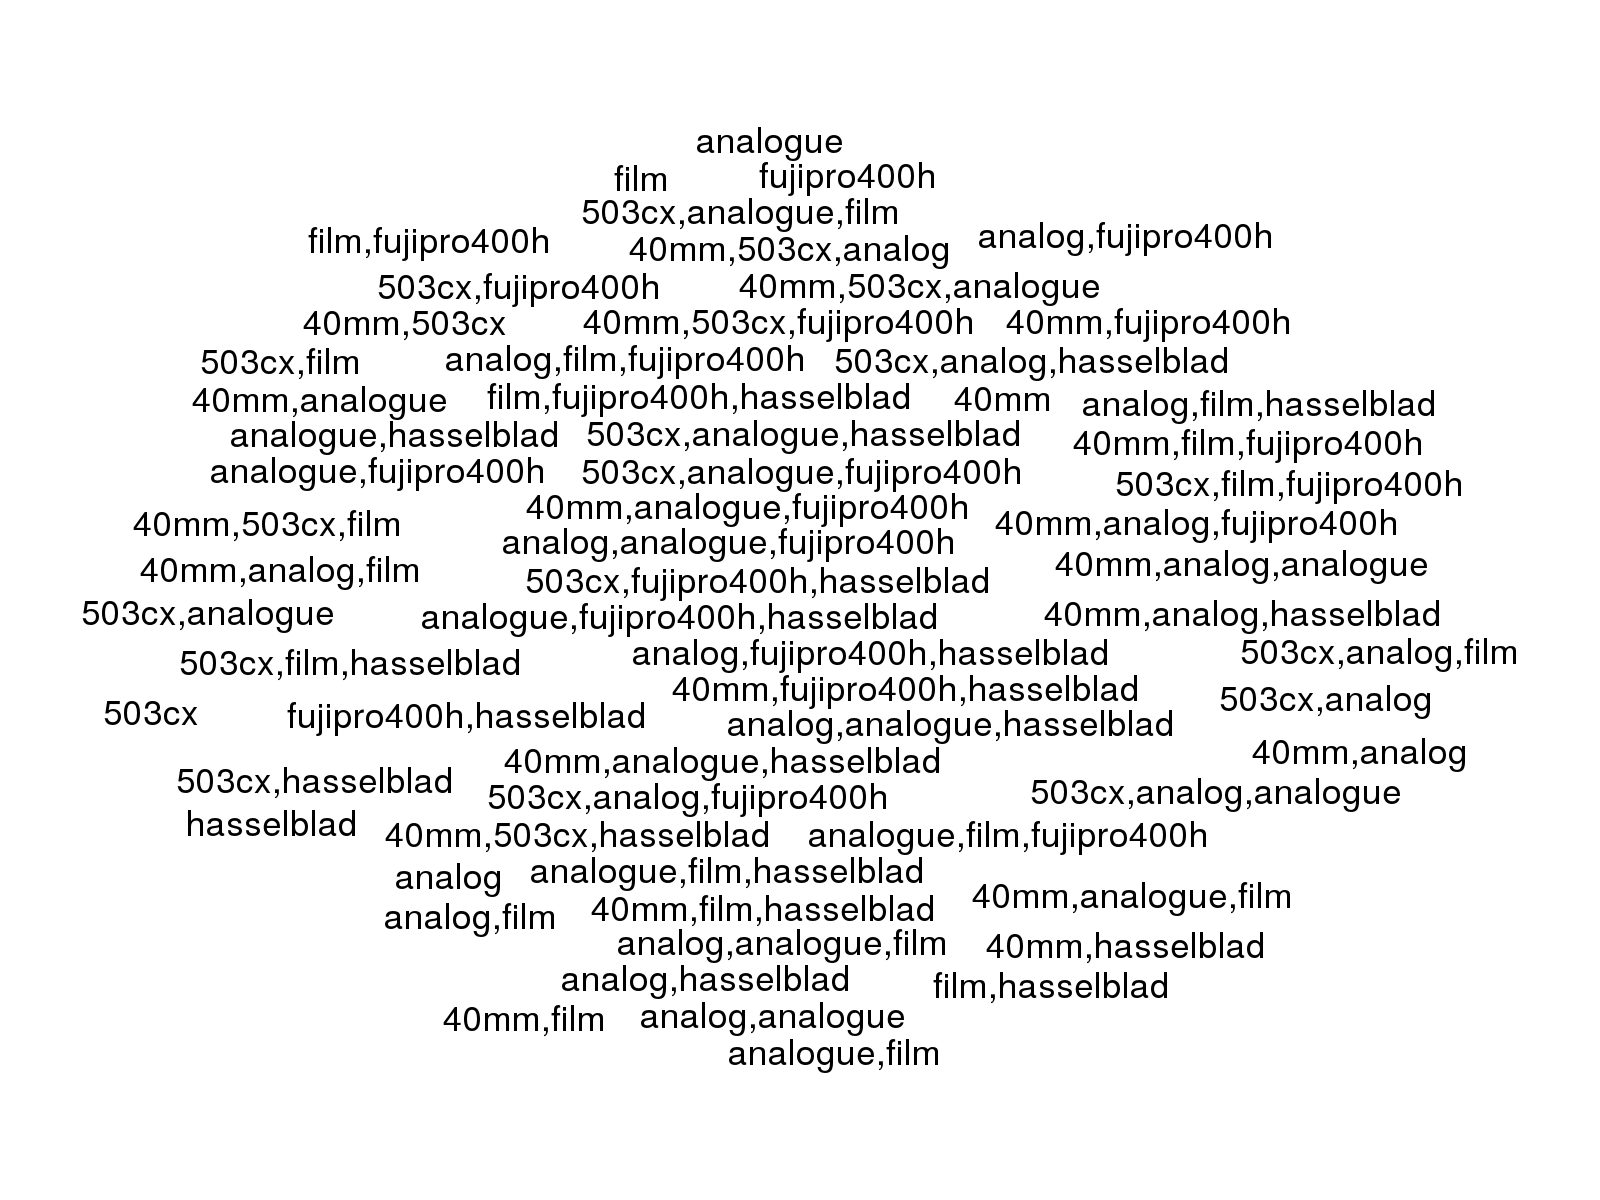 analogue
film
fujipro400h
503cx,analogue,film
film,fujipro400h
40mm,503cx,analog
analog,fujipro400h
503cx,fujipro400h
40mm,503cx,analogue
40mm,503cx
40mm,503cx,fujipro400h
40mm,fujipro400h
503cx,film
analog,film,fujipro400h
503cx,analog,hasselblad
40mm,analogue
film,fujipro400h,hasselblad
40mm
analog,film,hasselblad
analogue,hasselblad
503cx,analogue,hasselblad
40mm,film,fujipro400h
analogue,fujipro400h
503cx,analogue,fujipro400h
503cx,film,fujipro400h
40mm,analogue,fujipro400h
40mm,503cx,film
40mm,analog,fujipro400h
analog,analogue,fujipro400h
40mm,analog,film
503cx,fujipro400h,hasselblad
40mm,analog,analogue
503cx,analogue
analogue,fujipro400h,hasselblad
40mm,analog,hasselblad
503cx,film,hasselblad
analog,fujipro400h,hasselblad
503cx,analog,film
40mm,fujipro400h,hasselblad
503cx,analog
503cx
fujipro400h,hasselblad
analog,analogue,hasselblad
40mm,analogue,hasselblad
40mm,analog
503cx,hasselblad
503cx,analog,fujipro400h
503cx,analog,analogue
hasselblad
40mm,503cx,hasselblad
analogue,film,fujipro400h
analog
analogue,film,hasselblad
40mm,analogue,film
analog,film
40mm,film,hasselblad
analog,analogue,film
40mm,hasselblad
analog,hasselblad
film,hasselblad
40mm,film
analog,analogue
analogue,film